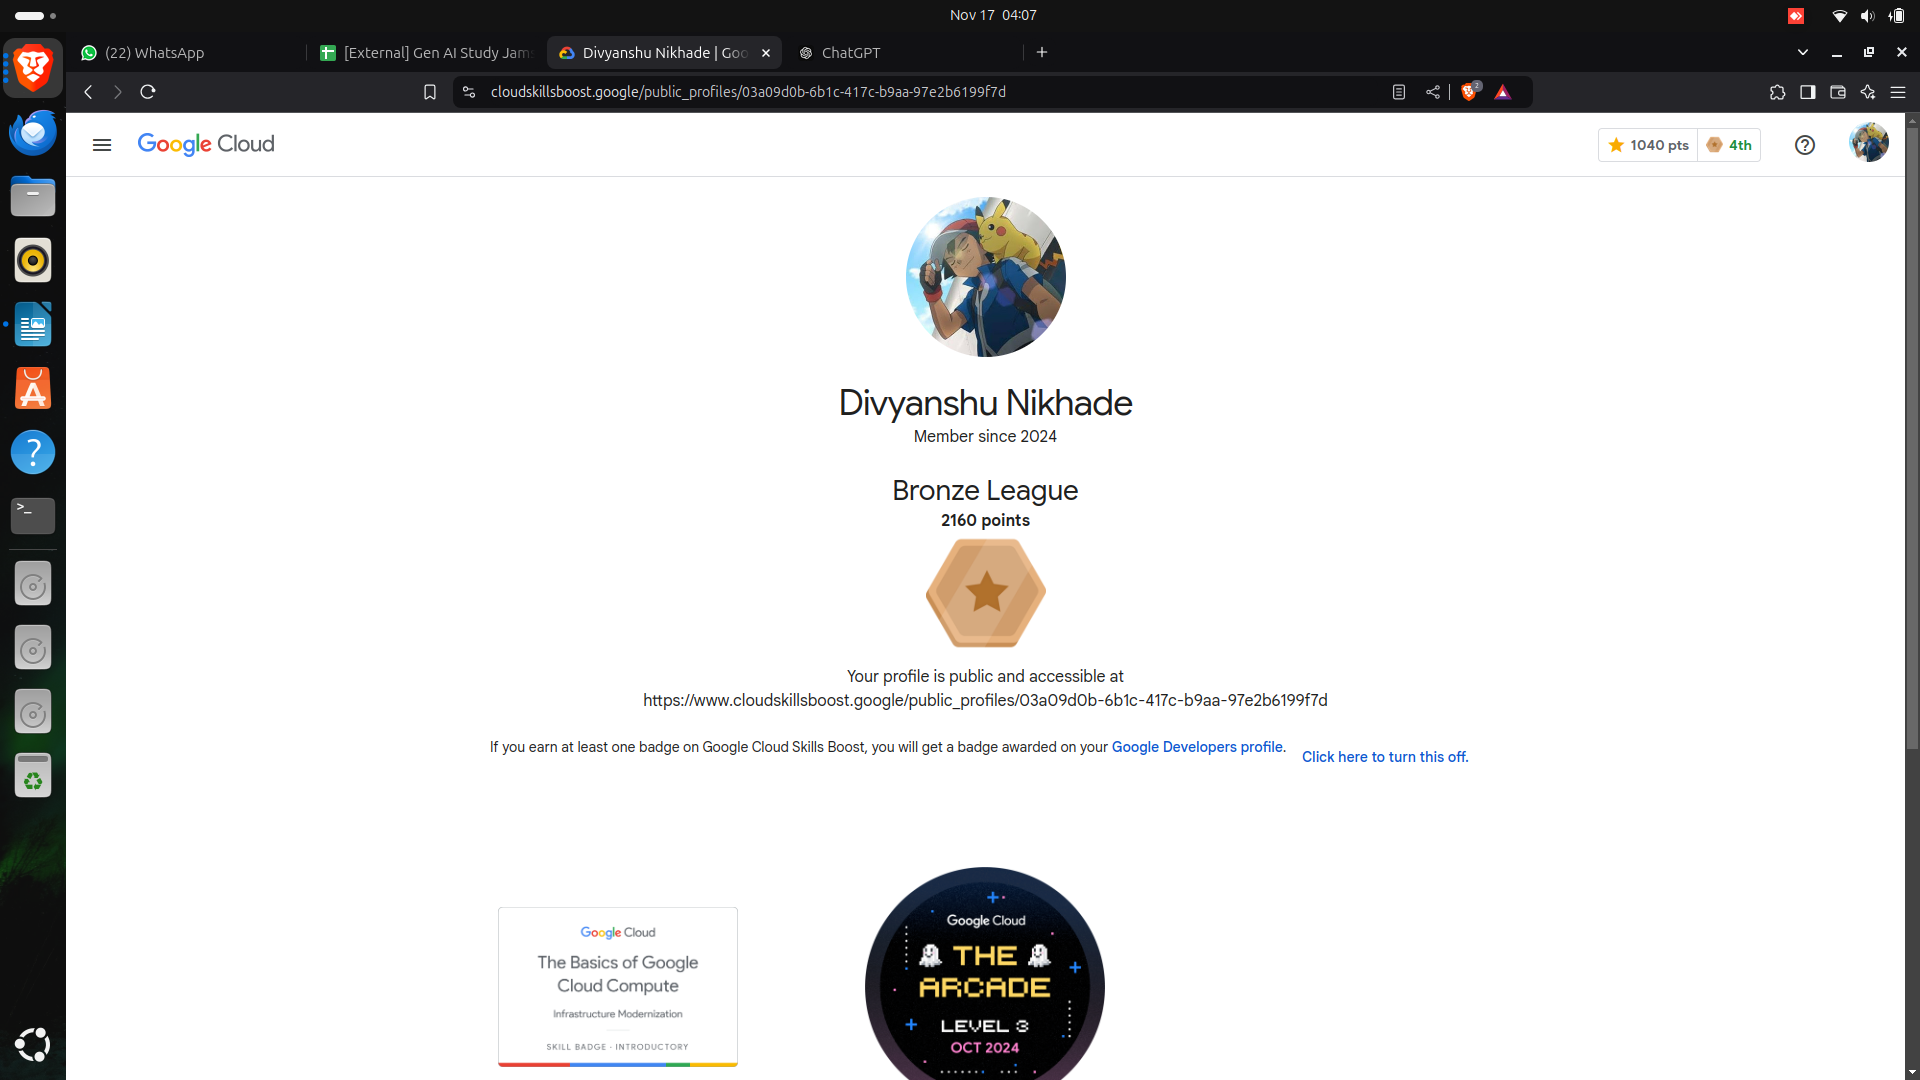 Nov 17 04:07
(22) WhatsApp
[External] Gen AI Study Jam
Divyanshu Nikhade | Goo
ChatGPT
cloudskillsboost.google/public_profiles/03a09d0b-6b1c-417c-b9aa-97e2b6199f7d
2
Google Cloud
1040 pts
4th
Divyanshu Nikhade
Member since 2024
Bronze League
2160 points
Your profile is public and accessible at
https://www.cloudskillsboost.google/public_profiles/03a09d0b-6b1c-417c-b9aa-97e2b6199f7d
If you earn at least one badge on Google Cloud Skills Boost, you will get a badge awarded on your Google Developers profile.
Click here to turn this off.
Google Cloud
The Basics of Google
Cloud Compute
Infrastructure Modernization
SKILL BADGE - INTRODUCTORY
Google Cloud
THE
ARCADE
LEVEL 3
OCT 2024